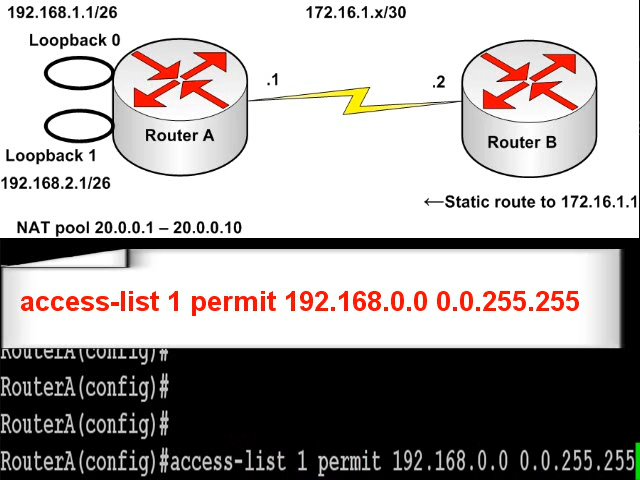 192.168.1.1/26
172.16.1.x/30
Loopback 0
.1
.2
Router A
Router B
Loopback 1
192.168.2.1/26
←Static route to 172.16.1.1
NAT pool 20.0.0.1 – 20.0.0.10
access-list 1 permit 192.168.0.0 0.0.255.255
RouterA(config)#
RouterA(config)#
RouterA(config)#
RouterA(config)#access-list 1 permit 192.168.0.0 0.0.255.255